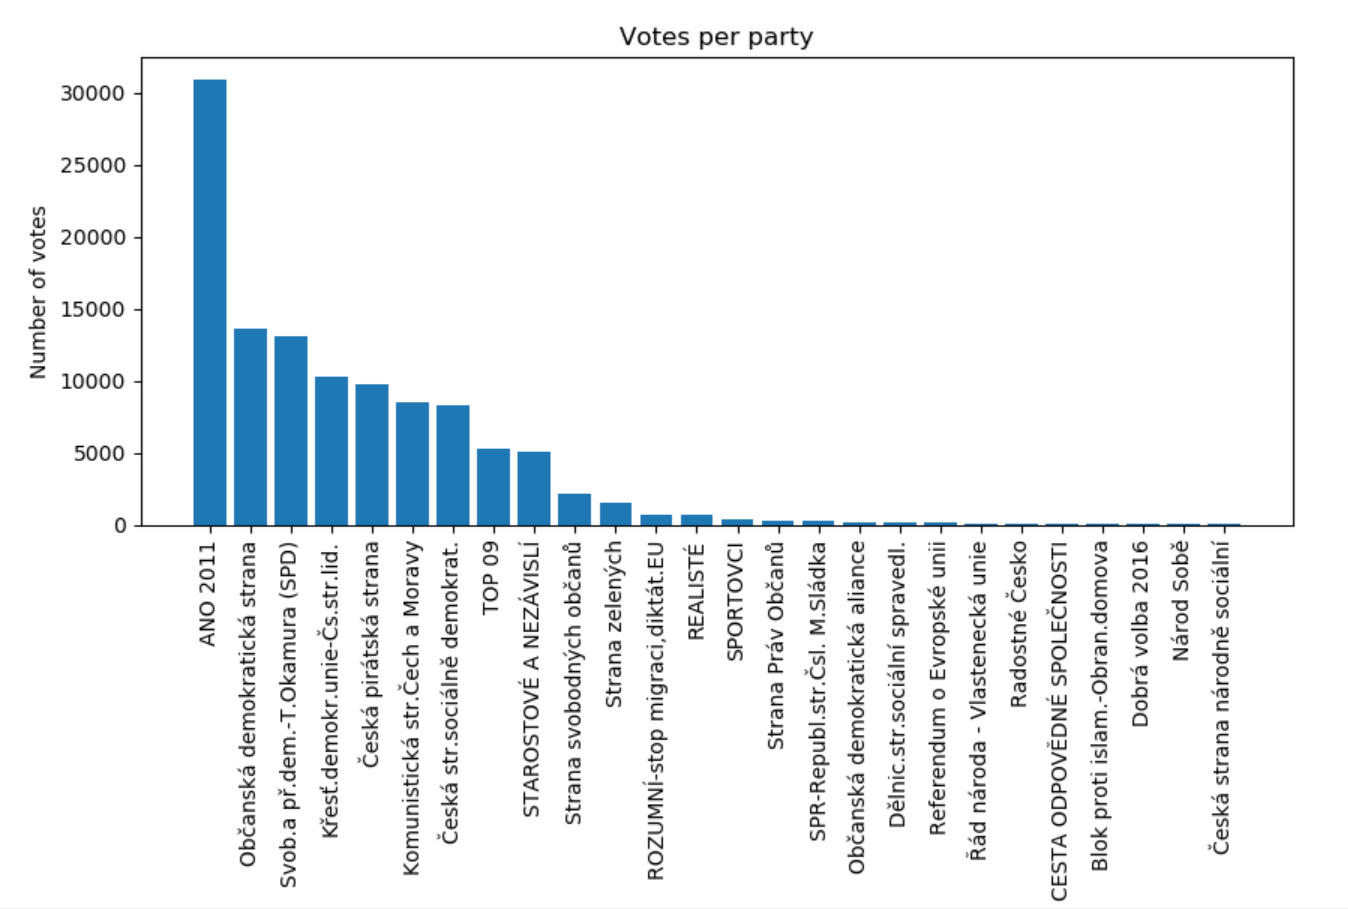 Votes per party
Number of votes
30000
25000
20000
15000
10000
5000
0
ANO 2011
Občanská demokratická strana
Svob.a př.dem.-T.Okamura (SPD)
Křesť.demokr.unie-Čs.str.lid.
Česká pirátská strana
Komunistická str.Čech a Moravy
Česká str.sociálně demokrat.
TOP 09
STAROSTOVÉ A NEZÁVISLÍ
Strana svobodných občanů
Strana zelených
ROZUMNÍ-stop migraci,diktát.EU
REALISTÉ
SPORTOVCI
Strana Práv Občanů
SPR-Republ.str.Čsl. M.Sládka
Občanská demokratická aliance
Dělnic.str.sociální spravedl.
Referendum o Evropské unii
Řád národa - Vlastenecká unie
Radostné Česko
CESTA ODPOVĚDNÉ SPOLEČNOSTI
Blok proti islam.-Obran.domova
Dobrá volba 2016
Národ Sobě
Česká strana národně sociální